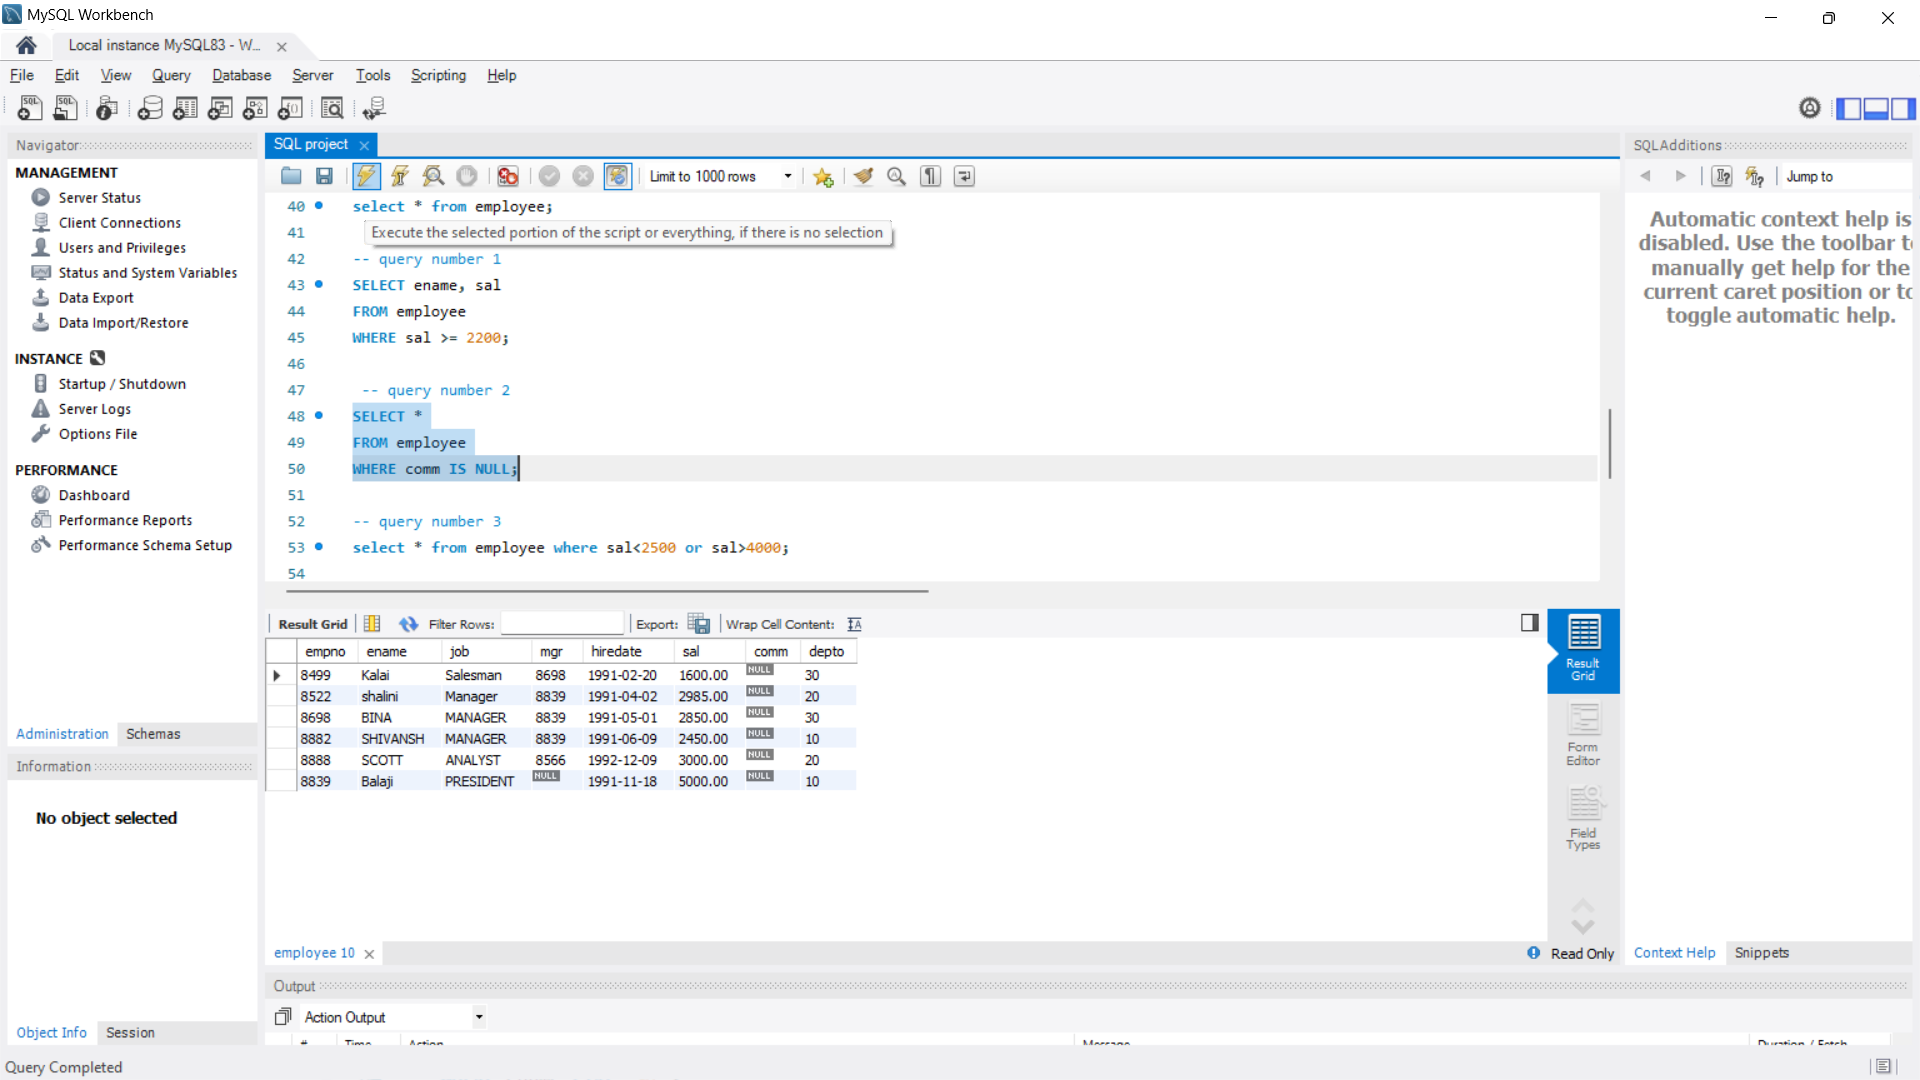 MySQL Workbench
Local instance MySQL83 - W...
File Edit View Query Database Server Tools Scripting Help
Navigator
MANAGEMENT
Server Status
Client Connections
Users and Privileges
Status and System Variables
Data Export
Data Import/Restore
INSTANCE
Startup / Shutdown
Server Logs
Options File
PERFORMANCE
Dashboard
Performance Reports
Performance Schema Setup
Administration Schemas
Information
No object selected
Object Info Session
Query Completed
SQL project
Limit to 1000 rows
40 select * from employee;
41
Execute the selected portion of the script or everything, if there is no selection
42 -- query number 1
43 SELECT ename, sal
44 FROM employee
45 WHERE sal >= 2200;
46
47 -- query number 2
48 SELECT *
49 FROM employee
50 WHERE comm IS NULL;
51
52 -- query number 3
53 select * from employee where sal<2500 or sal>4000;
54
Result Grid Filter Rows: Export: Wrap Cell Content:
empno ename job mgr hiredate sal comm depto
8499 Kalai Salesman 8698 1991-02-20 1600.00 NULL 30
8522 shalini Manager 8839 1991-04-02 2985.00 NULL 20
8698 BINA MANAGER 8839 1991-05-01 2850.00 NULL 30
8882 SHIVANSH MANAGER 8839 1991-06-09 2450.00 NULL 10
8888 SCOTT ANALYST 8566 1992-12-09 3000.00 NULL 20
8839 Balaji PRESIDENT NULL 1991-11-18 5000.00 NULL 10
Result
Grid
Form
Editor
Field
Types
employee 10
Read Only
Output
Action Output
# Time Action Message Duration / Fetch
SQLAdditions
Jump to
Automatic context help is
disabled. Use the toolbar t
manually get help for the
current caret position or to
toggle automatic help.
Context Help Snippets